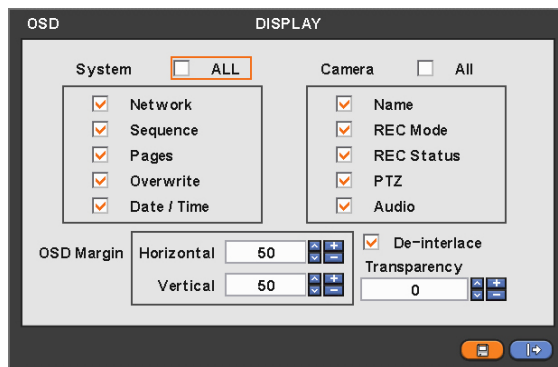 OSD DISPLAY
System ALL Camera All
Network Name
Sequence REC Mode
Pages REC Status
Overwrite PTZ
Date / Time Audio
OSD Margin Horizontal 50 De-interlace
Transparency
Vertical 50 0